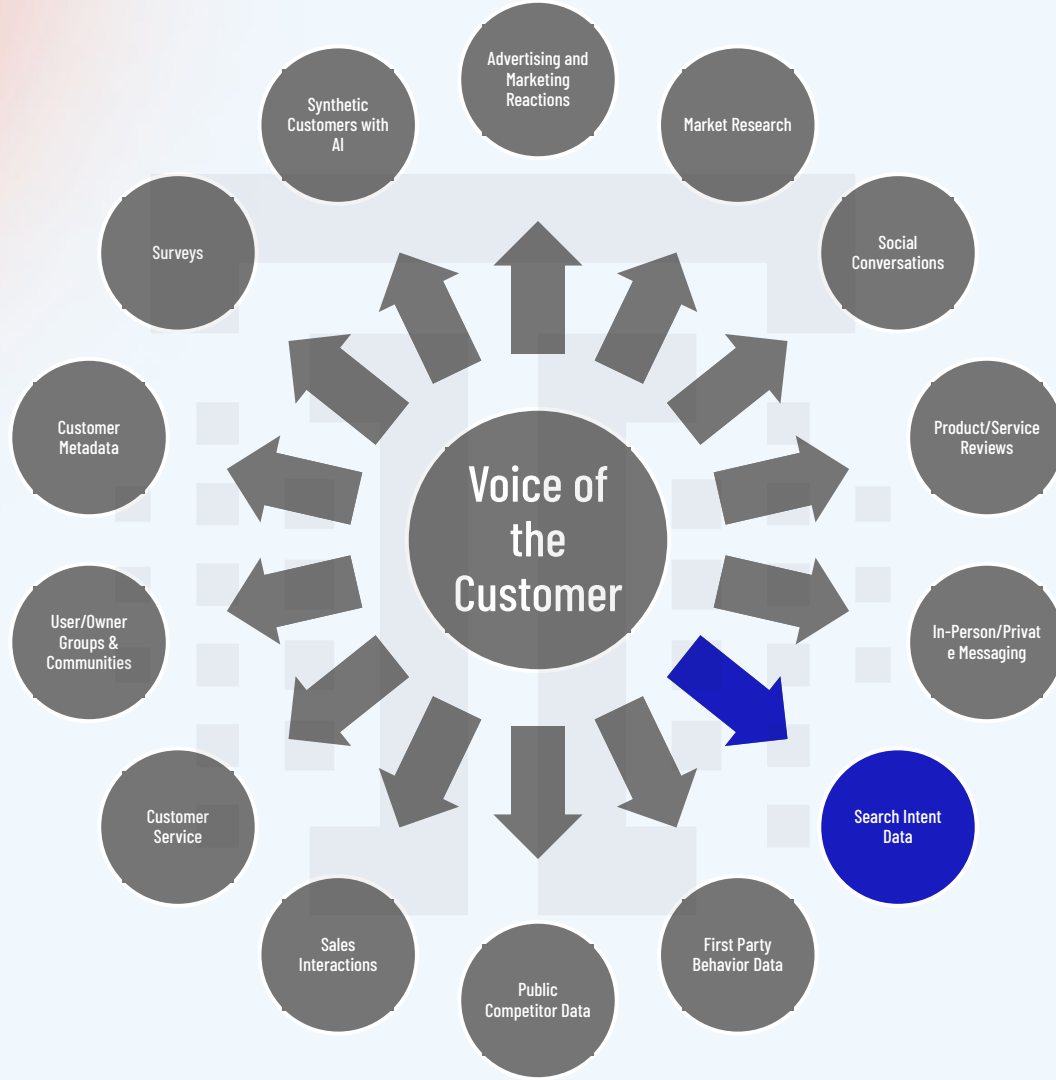 Advertising and
Marketing
Reactions
Synthetic
Customers with
AI
Market Research
Surveys
Social
Conversations
Customer
Metadata
Product/Service
Reviews
Voice of
the
Customer
User/Owner
Groups &
Communities
In-Person/Privat
e Messaging
Customer
Service
Search Intent
Data
Sales
Interactions
First Party
Behavior Data
Public
Competitor Data